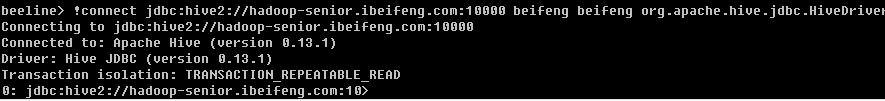 beeline> !connect jdbc:hive2://hadoop-senior.ibeifeng.com:10000 beifeng beifeng org.apache.hive.jdbc.HiveDriver
Connecting to jdbc:hive2://hadoop-senior.ibeifeng.com:10000
Connected to: Apache Hive (version 0.13.1)
Driver: Hive JDBC (version 0.13.1)
Transaction isolation: TRANSACTION_REPEATABLE_READ
0: jdbc:hive2://hadoop-senior.ibeifeng.com:10>